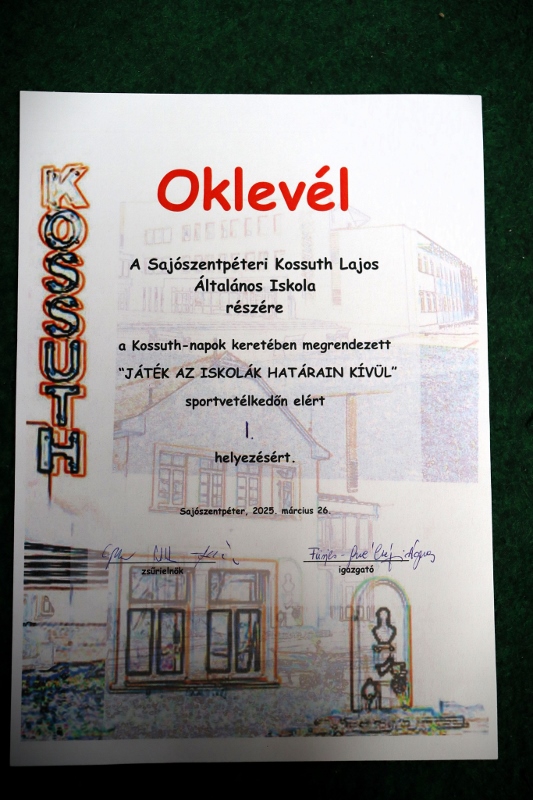 KOSSUTH
Oklevél
A Sajószentpéteri Kossuth Lajos
Általános Iskola
részére
a Kossuth-napok keretében megrendezett
"JÁTÉK AZ ISKOLÁK HATÁRAIN KÍVÜL"
sportvetélkedőn elért
I.
helyezésért.
Sajószentpéter, 2025. március 26.
zsűrielnök
igazgató